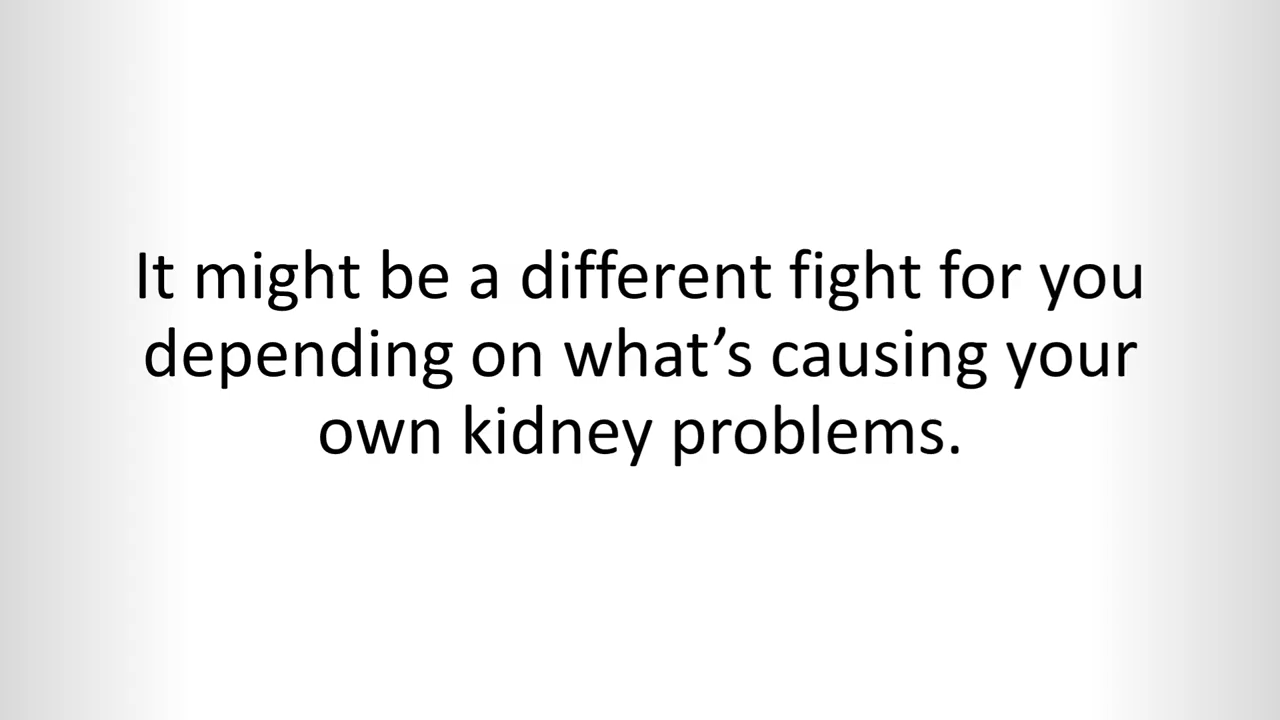 It might be a different fight for you
depending on what’s causing your
own kidney problems.